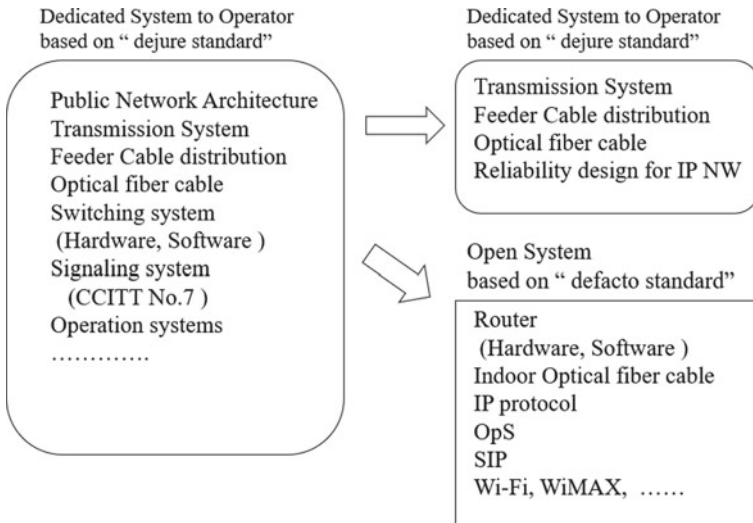 Dedicated System to Operator
based on “ dejure standard”
Public Network Architecture
Transmission System
Feeder Cable distribution
Optical fiber cable
Switching system
(Hardware, Software )
Signaling system
(CCITT No.7 )
Operation systems
………….
Dedicated System to Operator
based on “ dejure standard”
Transmission System
Feeder Cable distribution
Optical fiber cable
Reliability design for IP NW
Open System
based on “ defacto standard”
Router
(Hardware, Software )
Indoor Optical fiber cable
IP protocol
OpS
SIP
Wi-Fi, WiMAX, ……